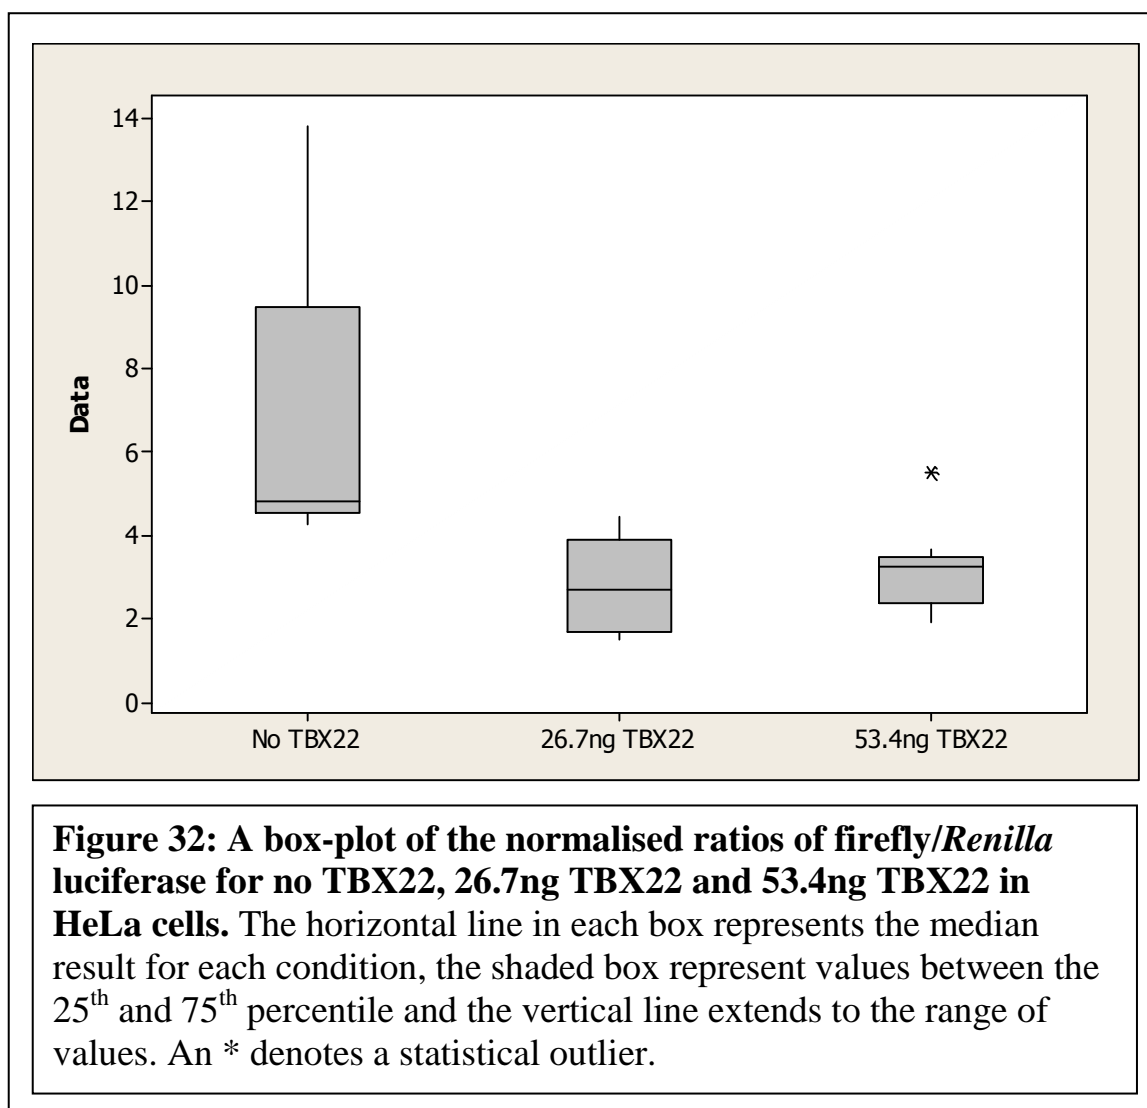 14
12
10
8
6
4
2
0
Data
No TBX22
26.7ng TBX22
53.4ng TBX22
*
Figure 32: A box-plot of the normalised ratios of firefly/Renilla
luciferase for no TBX22, 26.7ng TBX22 and 53.4ng TBX22 in
HeLa cells. The horizontal line in each box represents the median
result for each condition, the shaded box represent values between the
25th and 75th percentile and the vertical line extends to the range of
values. An * denotes a statistical outlier.